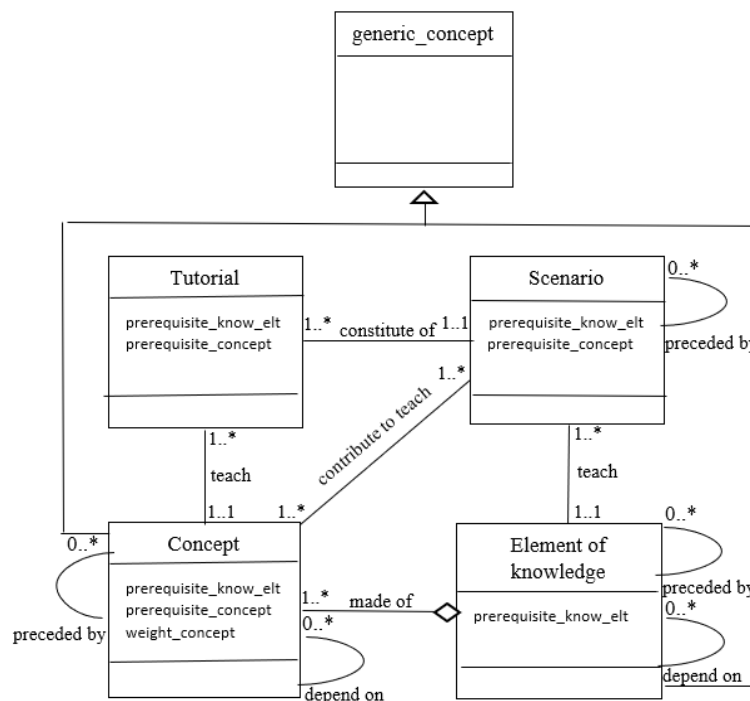 generic_concept
Tutorial
prerequisite_know_elt
prerequisite_concept
1..*
constitute of
1..1
Scenario
prerequisite_know_elt
prerequisite_concept
0..*
preceded by
1..*
teach
1..1
contribute to teach
1..*
1..*
1..*
teach
1..1
0..*
Concept
prerequisite_know_elt
prerequisite_concept
weight_concept
preceded by
1..*
made of
0..*
depend on
Element of
knowledge
prerequisite_know_elt
0..*
preceded by
0..*
depend on